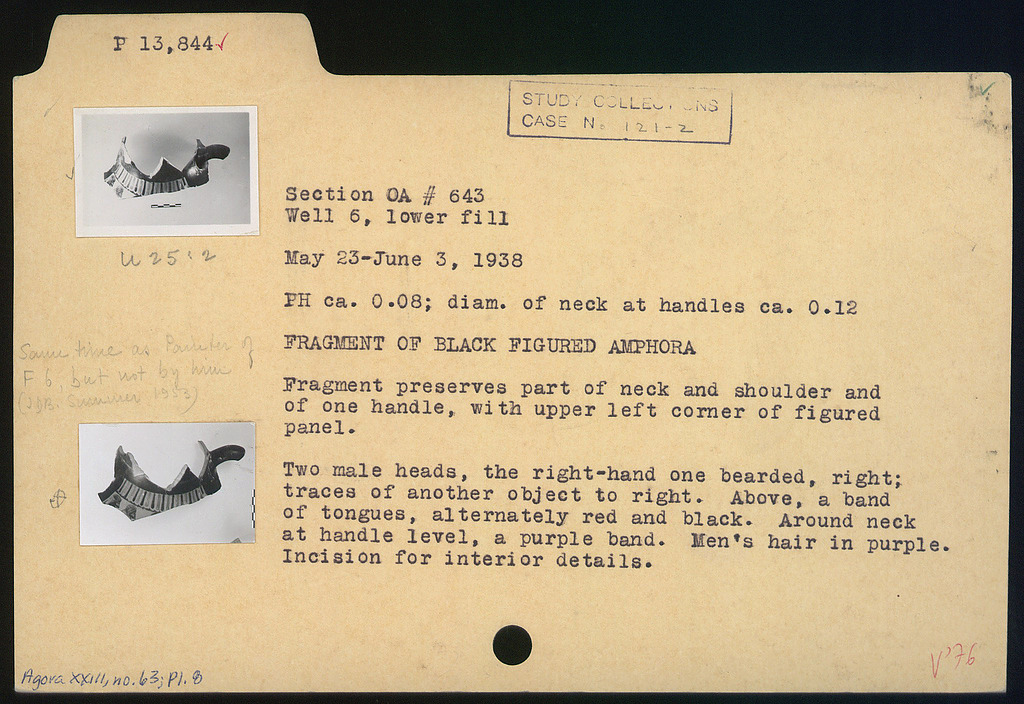 P 13,844✓
STUDY COLLEC NS
CASE No 121-2
Section OA # 643
Well 6, lower fill
U 25:2
May 23-June 3, 1938
PH ca. 0.08; diam. of neck at handles ca. 0.12
FRAGMENT OF BLACK FIGURED AMPHORA
Same time as Painter of
F 6, but not by him
(JDB. Summer 1953)
Fragment preserves part of neck and shoulder and
of one handle, with upper left corner of figured
panel.
Two male heads, the right-hand one bearded, right;
traces of another object to right. Above, a band
of tongues, alternately red and black. Around neck
at handle level, a purple band. Men's hair in purple.
Incision for interior details.
V'76
Agora XXIII, no. 63; Pl. 8